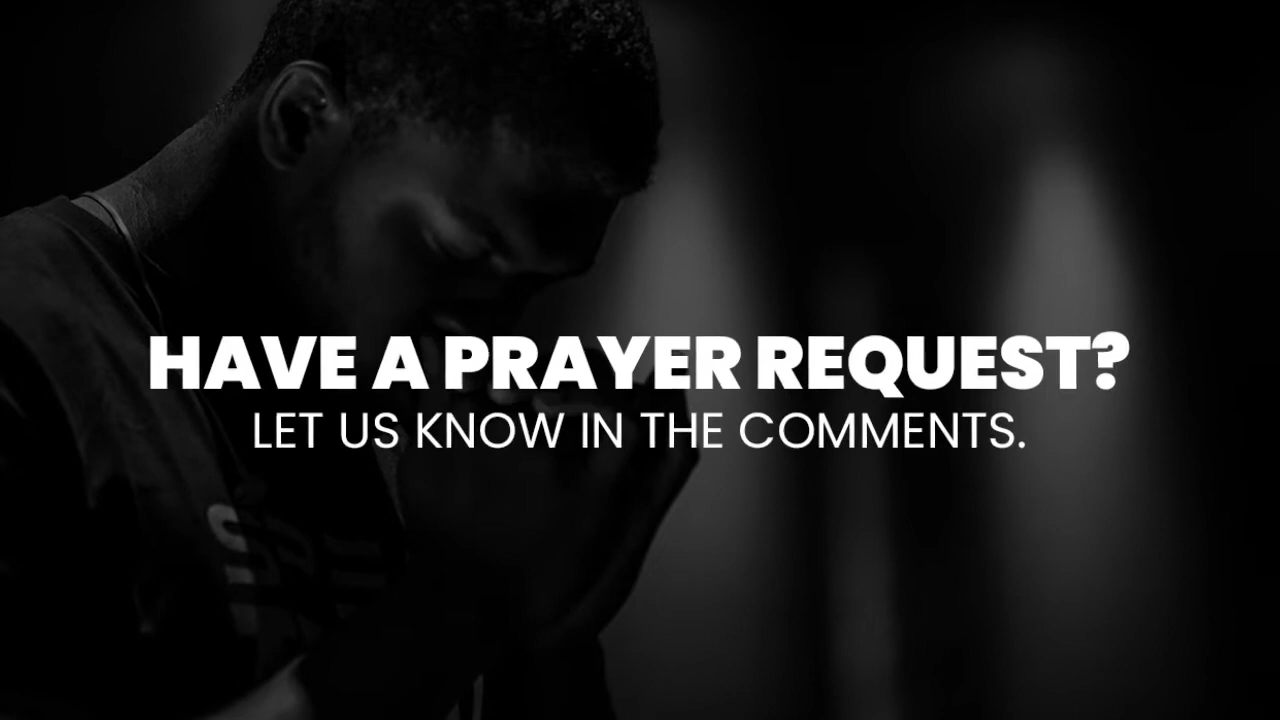 HAVE A PRAYER REQUEST?
LET US KNOW IN THE COMMENTS.